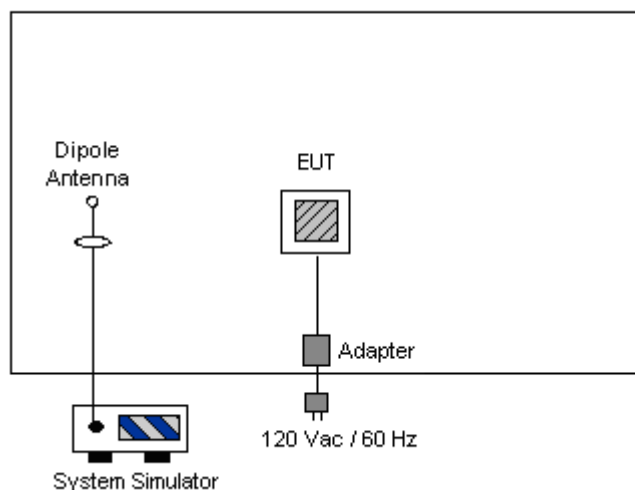 Dipole
Antenna
EUT
Adapter
120 Vac / 60 Hz
System Simulator